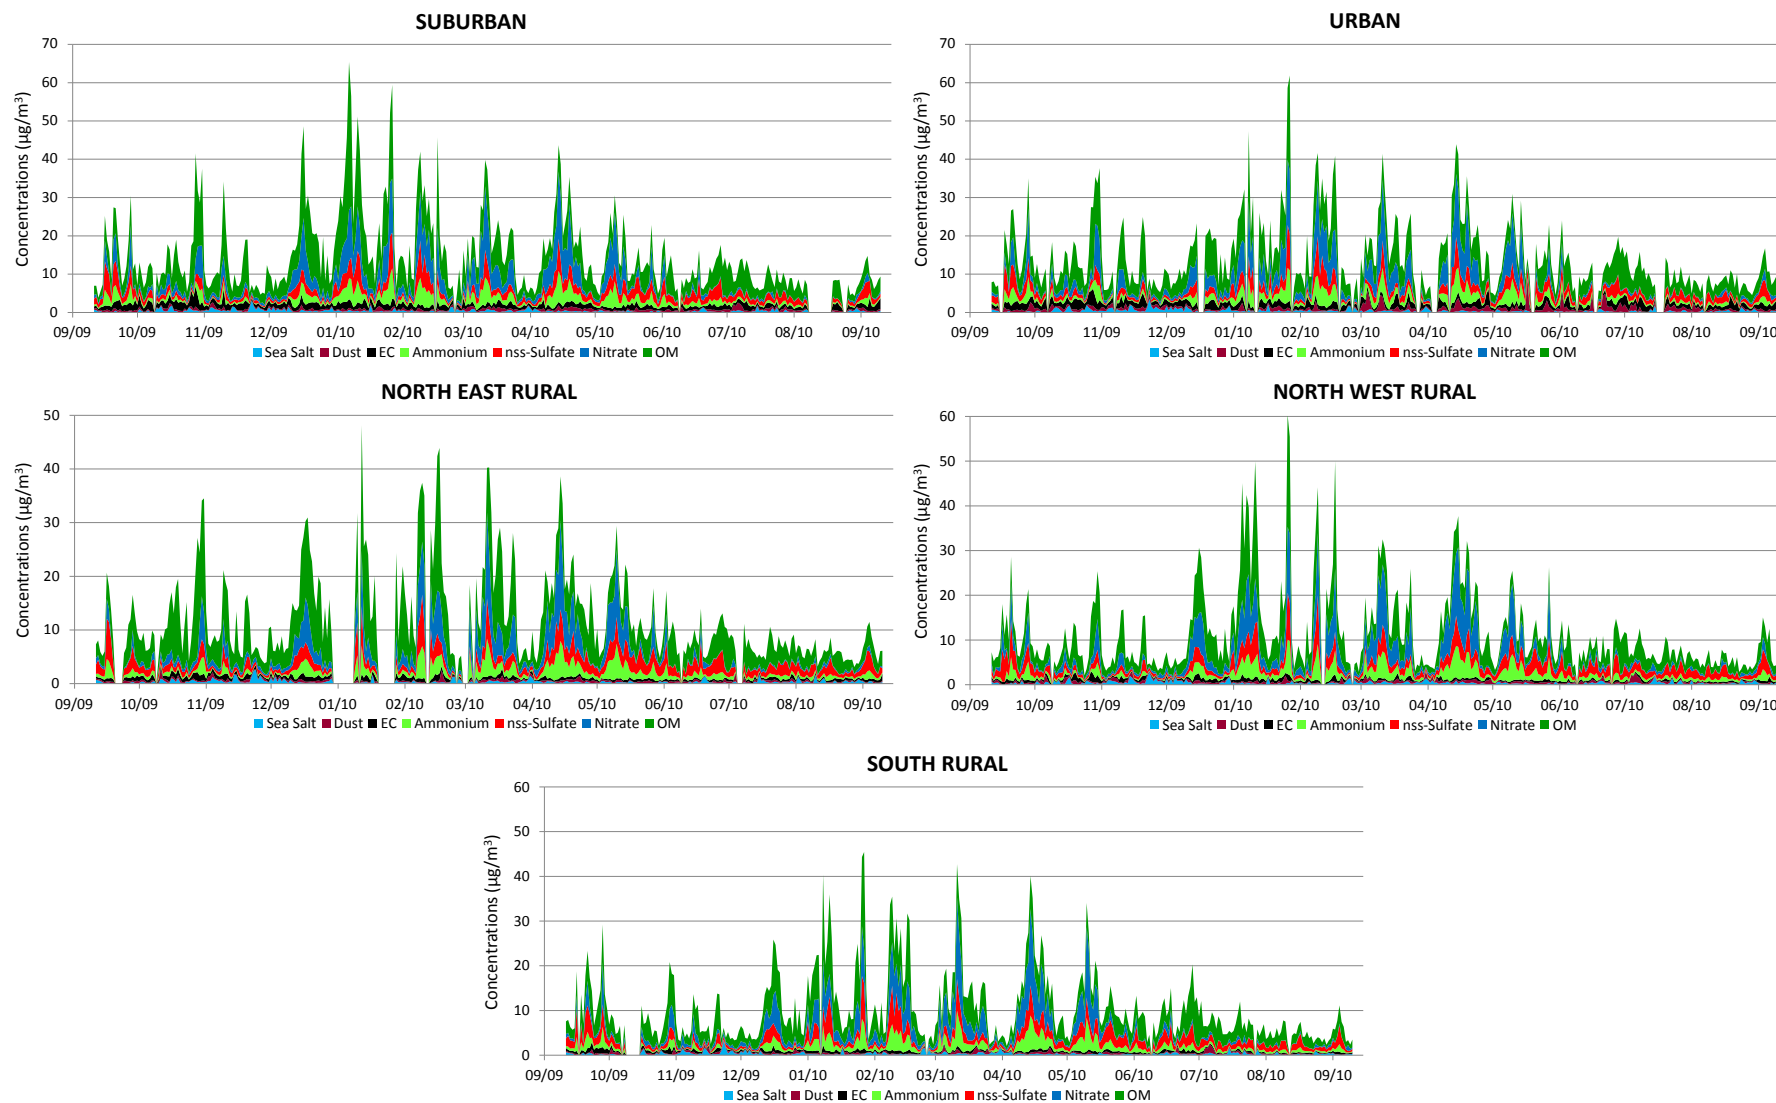 SUBURBAN
Concentrations (µg/m³)
70
60
50
40
30
20
10
0
09/09 10/09 11/09 12/09 01/10 02/10 03/10 04/10 05/10 06/10 07/10 08/10 09/10
Sea Salt Dust EC Ammonium nss-Sulfate Nitrate OM
URBAN
Concentrations (µg/m³)
70
60
50
40
30
20
10
0
09/09 10/09 11/09 12/09 01/10 02/10 03/10 04/10 05/10 06/10 07/10 08/10 09/10
Sea Salt Dust EC Ammonium nss-Sulfate Nitrate OM
NORTH EAST RURAL
Concentrations (µg/m³)
50
40
30
20
10
0
09/09 10/09 11/09 12/09 01/10 02/10 03/10 04/10 05/10 06/10 07/10 08/10 09/10
Sea Salt Dust EC Ammonium nss-Sulfate Nitrate OM
NORTH WEST RURAL
Concentrations (µg/m³)
60
50
40
30
20
10
0
09/09 10/09 11/09 12/09 01/10 02/10 03/10 04/10 05/10 06/10 07/10 08/10 09/10
Sea Salt Dust EC Ammonium nss-Sulfate Nitrate OM
SOUTH RURAL
Concentrations (µg/m³)
60
50
40
30
20
10
0
09/09 10/09 11/09 12/09 01/10 02/10 03/10 04/10 05/10 06/10 07/10 08/10 09/10
Sea Salt Dust EC Ammonium nss-Sulfate Nitrate OM